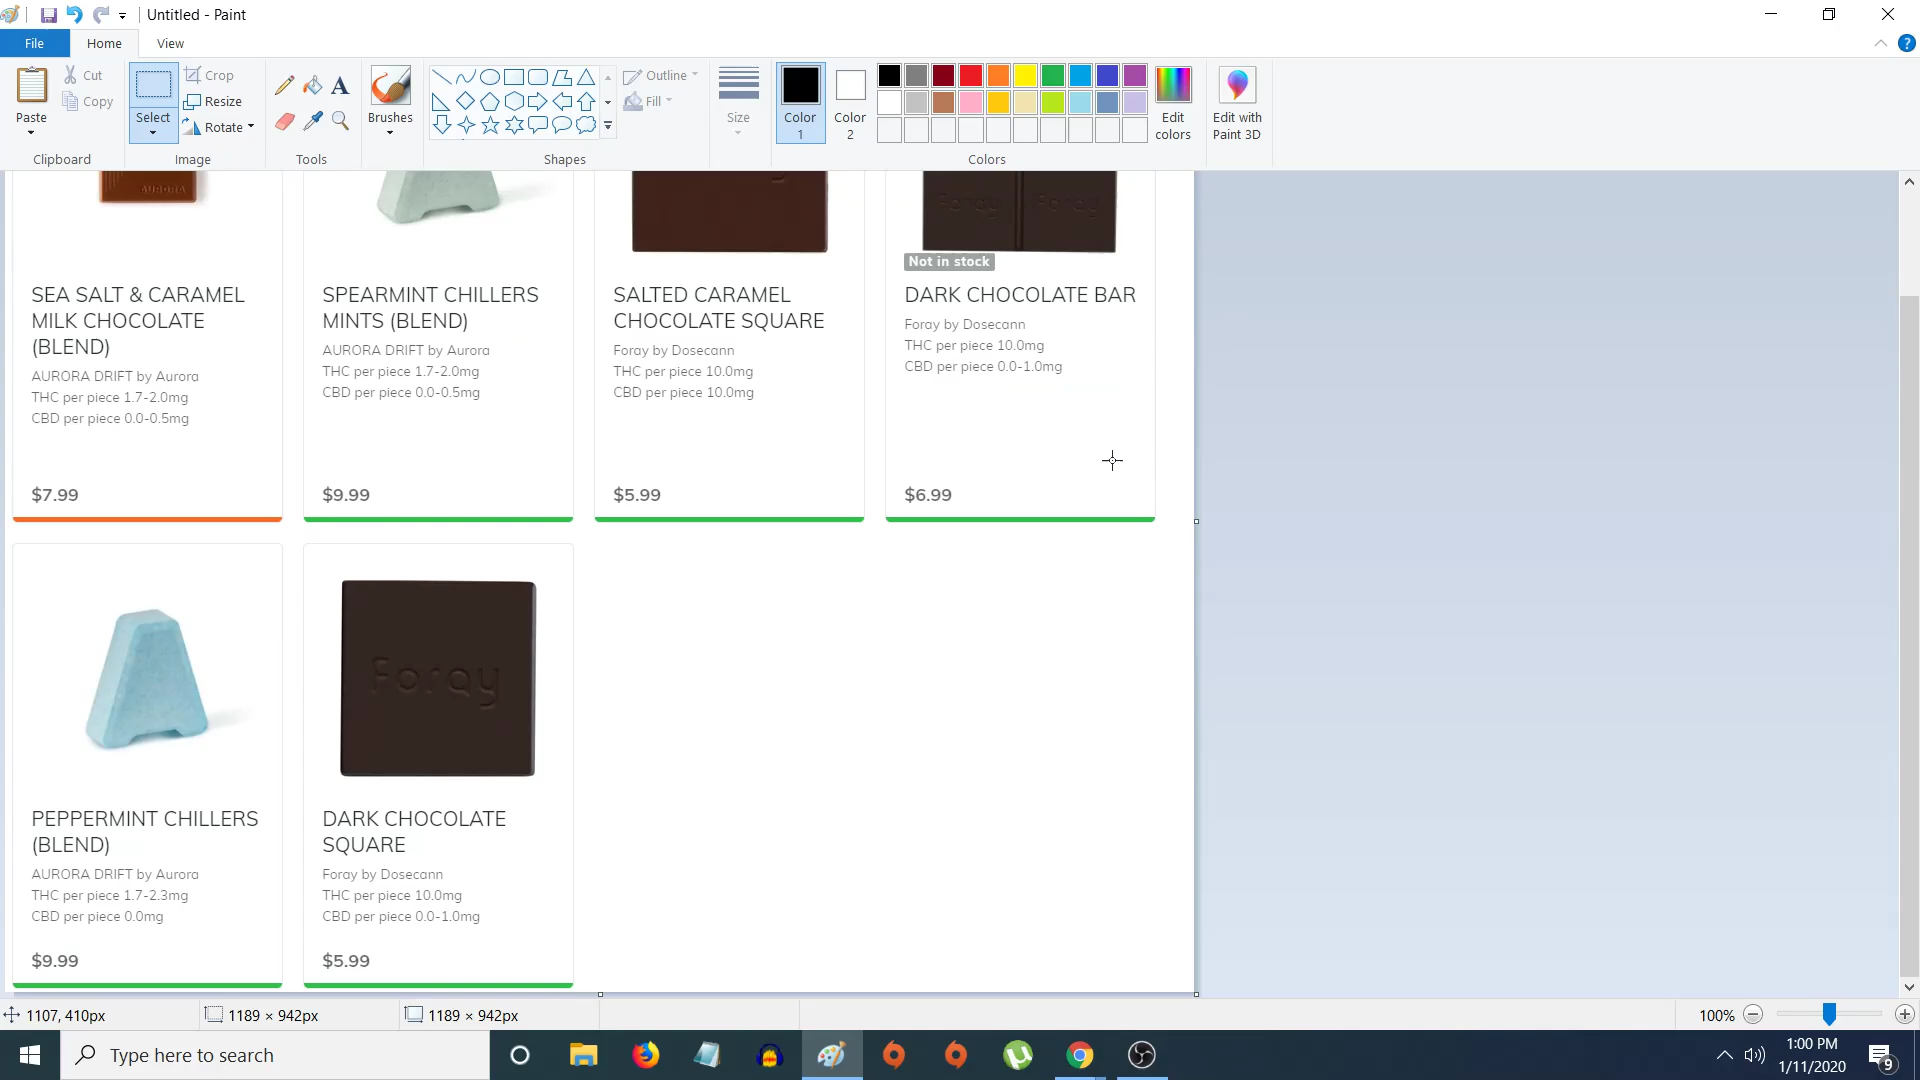 Untitled - Paint
File
Home
View
Paste
Cut
Copy
Clipboard
Select
Crop
Resize
Rotate
Image
Tools
Brushes
Shapes
Outline
Fill
Size
Color
1
Color
2
Edit
colors
Colors
Edit with
Paint 3D
AURORA
Foray
Foray
Not in stock
SEA SALT & CARAMEL
MILK CHOCOLATE
(BLEND)
AURORA DRIFT by Aurora
THC per piece 1.7-2.0mg
CBD per piece 0.0-0.5mg
$7.99
SPEARMINT CHILLERS
MINTS (BLEND)
AURORA DRIFT by Aurora
THC per piece 1.7-2.0mg
CBD per piece 0.0-0.5mg
$9.99
SALTED CARAMEL
CHOCOLATE SQUARE
Foray by Dosecann
THC per piece 10.0mg
CBD per piece 10.0mg
$5.99
DARK CHOCOLATE BAR
Foray by Dosecann
THC per piece 10.0mg
CBD per piece 0.0-1.0mg
$6.99
PEPPERMINT CHILLERS
(BLEND)
AURORA DRIFT by Aurora
THC per piece 1.7-2.3mg
CBD per piece 0.0mg
$9.99
Foray
DARK CHOCOLATE
SQUARE
Foray by Dosecann
THC per piece 10.0mg
CBD per piece 0.0-1.0mg
$5.99
1107, 410px
1189 × 942px
1189 × 942px
100%
Type here to search
1:00 PM
1/11/2020
9